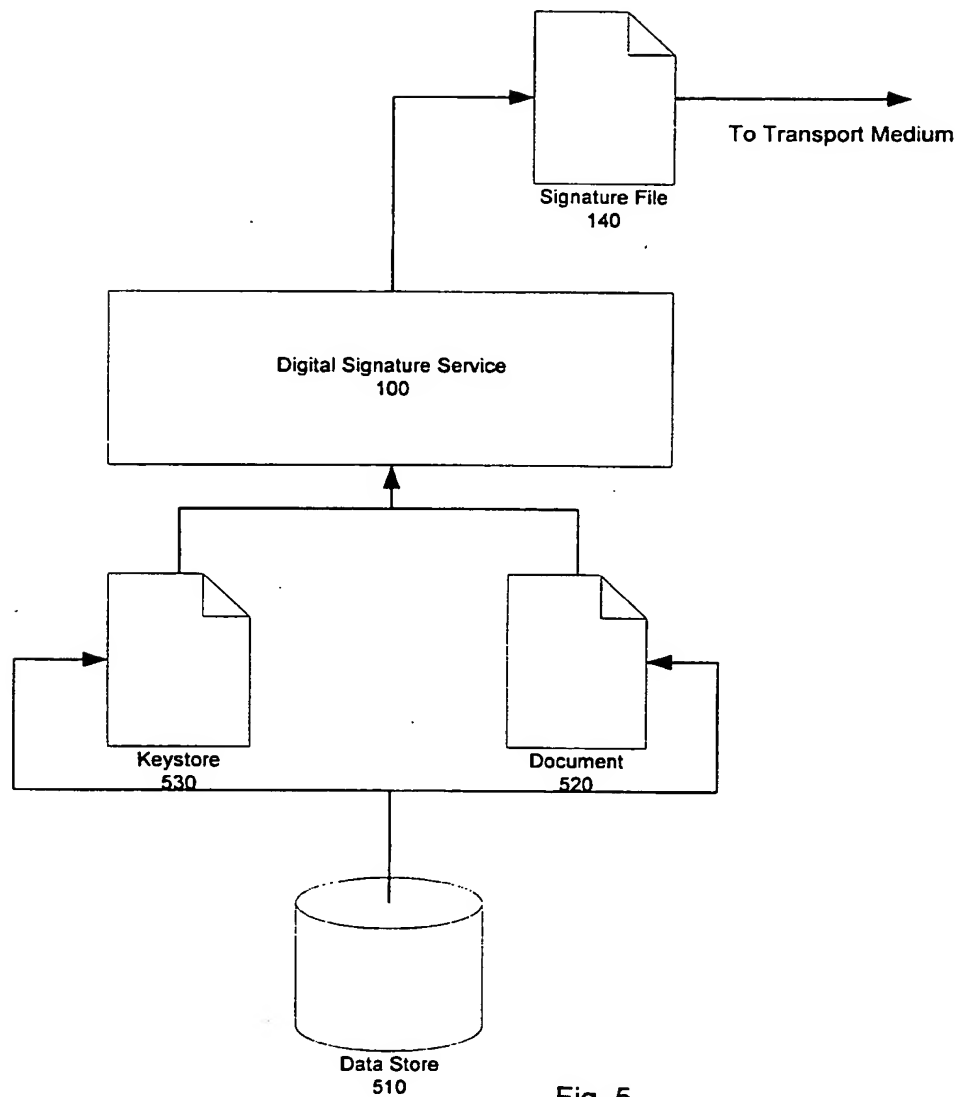 To Transport Medium
Signature File
140
Digital Signature Service
100
Keystore
530
Document
520
Data Store
510
Fig. 5